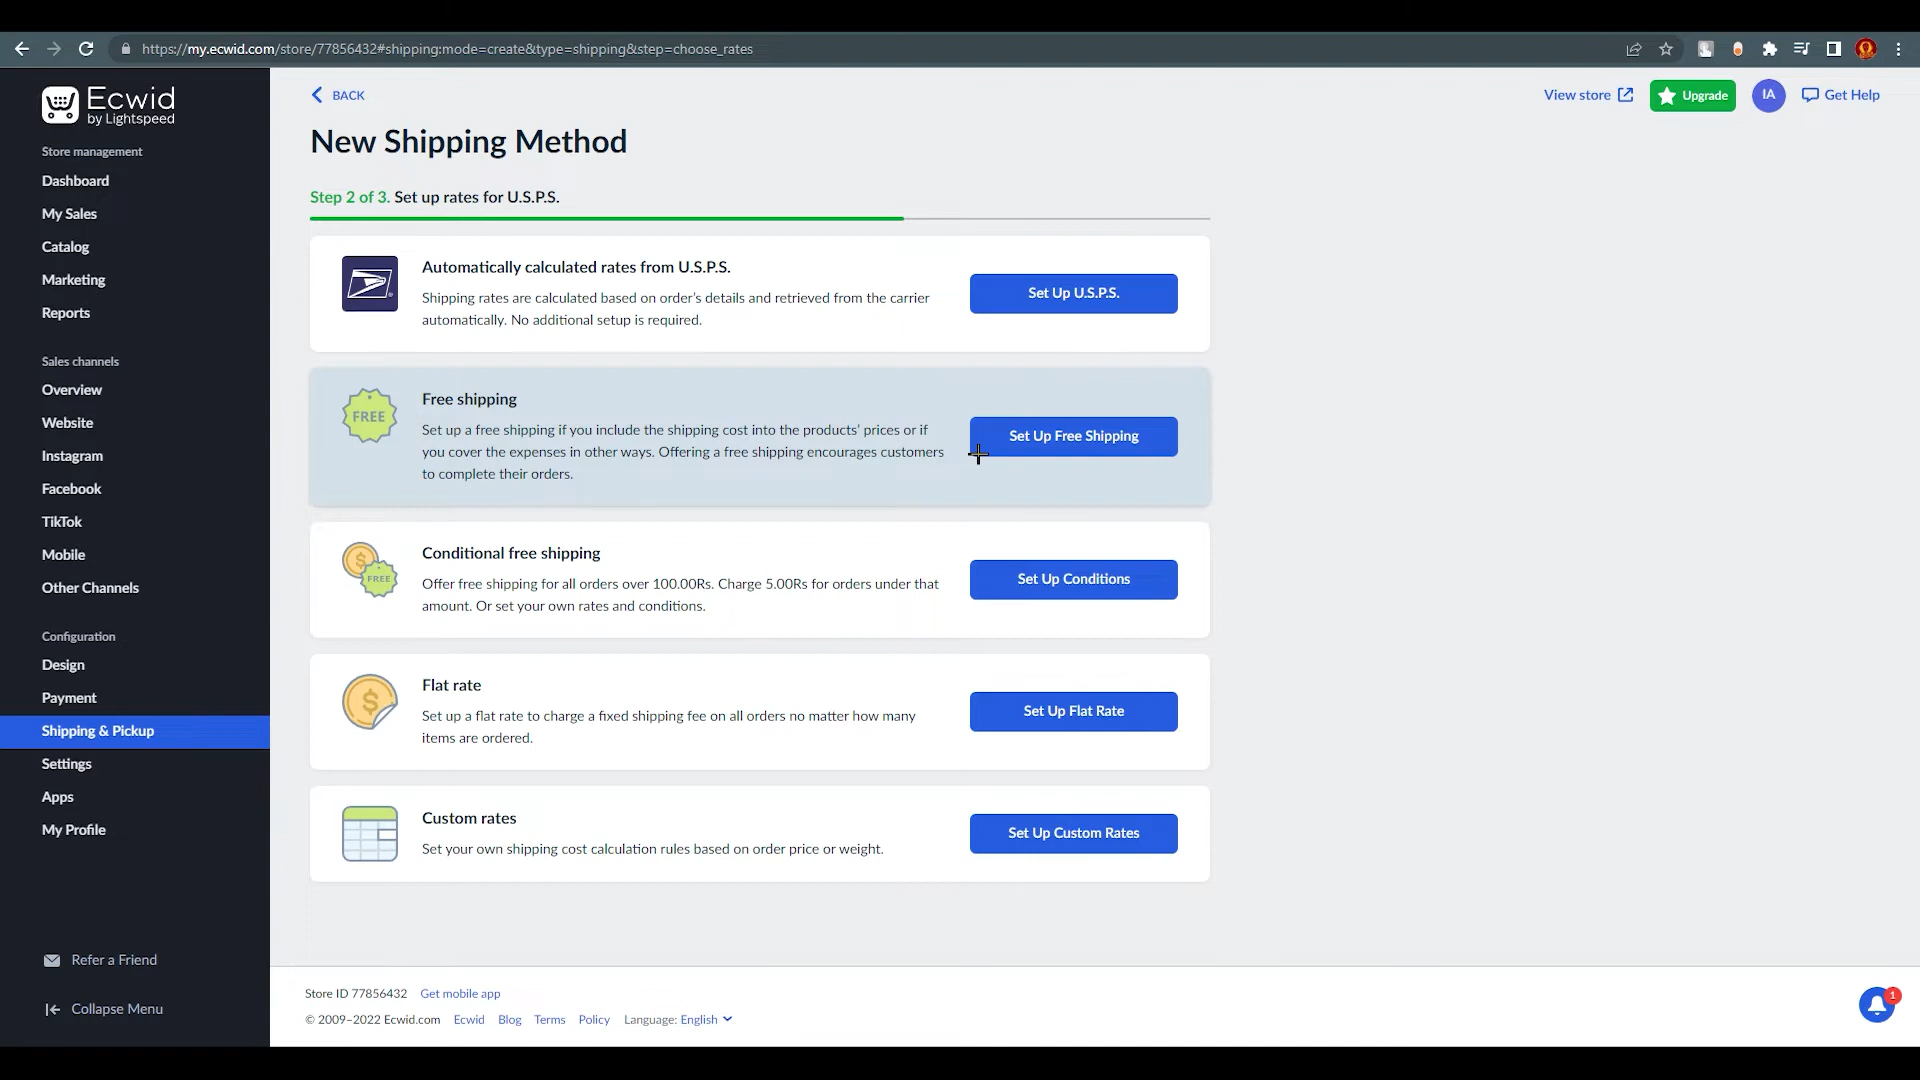 https://my.ecwid.com/store/77856432#shipping:mode=create&type=shipping&step=choose_rates
Ecwid
by Lightspeed
BACK
View store
Upgrade
IA
Get Help
New Shipping Method
Step 2 of 3. Set up rates for U.S.P.S.
Store management
Dashboard
My Sales
Catalog
Marketing
Reports
Sales channels
Overview
Website
Instagram
Facebook
TikTok
Mobile
Other Channels
Configuration
Design
Payment
Shipping & Pickup
Settings
Apps
My Profile
Refer a Friend
Collapse Menu
Automatically calculated rates from U.S.P.S.
Shipping rates are calculated based on order's details and retrieved from the carrier
automatically. No additional setup is required.
Set Up U.S.P.S.
FREE
Free shipping
Set up a free shipping if you include the shipping cost into the products' prices or if
you cover the expenses in other ways. Offering a free shipping encourages customers
to complete their orders.
Set Up Free Shipping
$
FREE
Conditional free shipping
Offer free shipping for all orders over 100.00Rs. Charge 5.00Rs for orders under that
amount. Or set your own rates and conditions.
Set Up Conditions
$
Flat rate
Set up a flat rate to charge a fixed shipping fee on all orders no matter how many
items are ordered.
Set Up Flat Rate
Custom rates
Set your own shipping cost calculation rules based on order price or weight.
Set Up Custom Rates
Store ID 77856432 Get mobile app
© 2009–2022 Ecwid.com Ecwid Blog Terms Policy Language: English
1